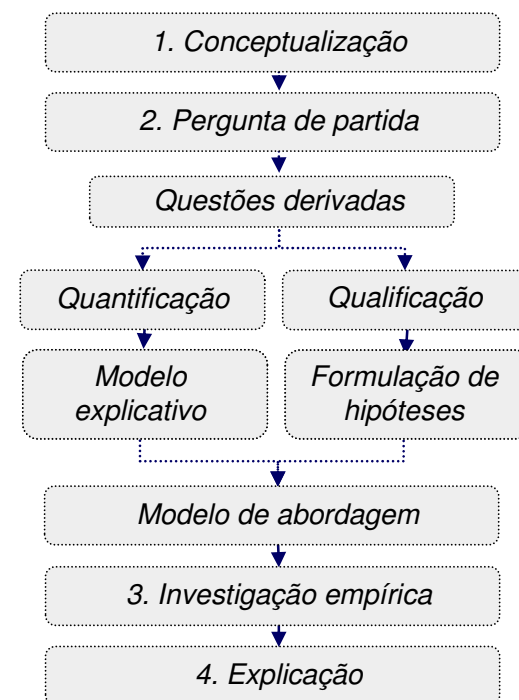 1. Conceptualização
2. Pergunta de partida
Questões derivadas
Quantificação
Qualificação
Modelo
explicativo
Formulação de
hipóteses
Modelo de abordagem
3. Investigação empírica
4. Explicação